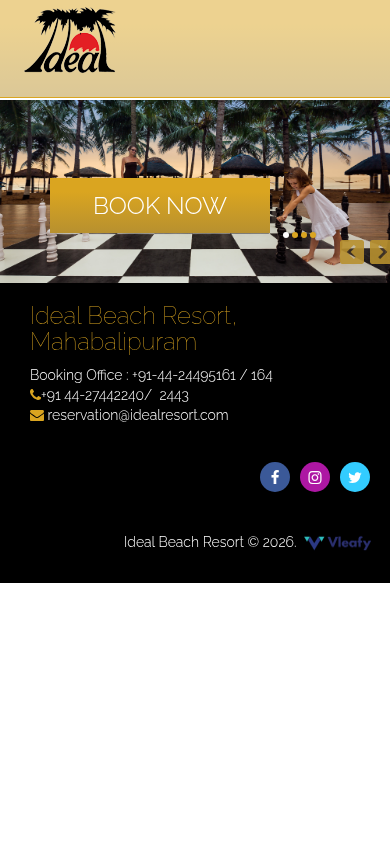 Ideal
BOOK NOW
Ideal Beach Resort,
Mahabalipuram
Booking Office : +91-44-24495161 / 164
+91 44-27442240/ 2443
reservation@idealresort.com
Ideal Beach Resort © 2026. Vleafy